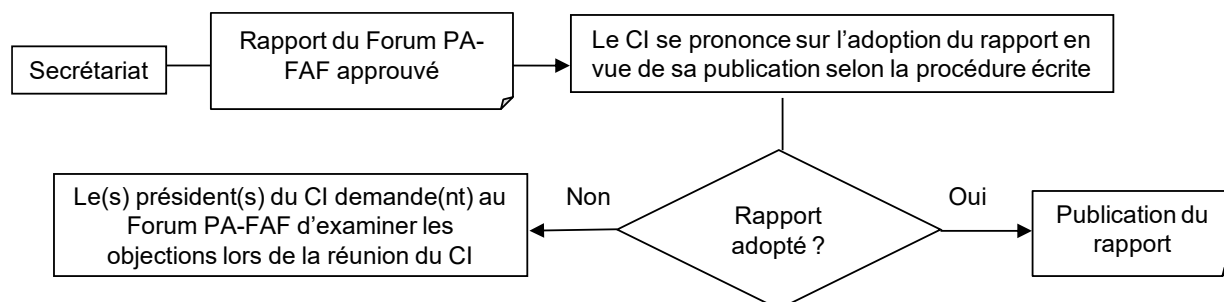 Secrétariat
Rapport du Forum PA-
FAF approuvé
Le CI se prononce sur l’adoption du rapport en
vue de sa publication selon la procédure écrite
Le(s) président(s) du CI demande(nt) au
Forum PA-FAF d’examiner les
objections lors de la réunion du CI
Non
Rapport
adopté ?
Oui
Publication du
rapport